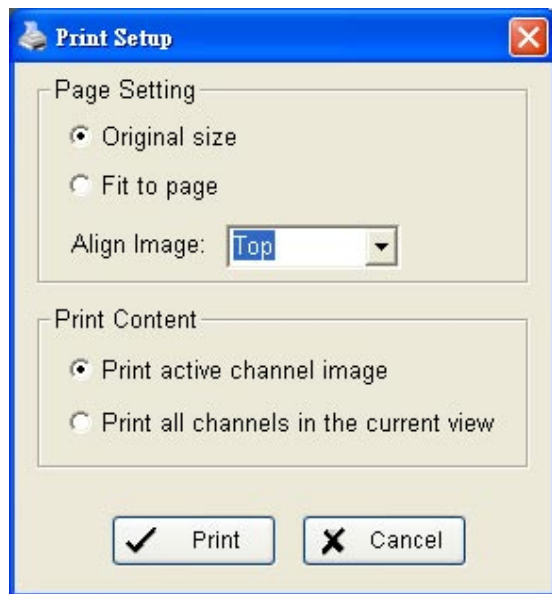 Print Setup
Page Setting
Original size
Fit to page
Align Image: Top
Print Content
Print active channel image
Print all channels in the current view
Print Cancel